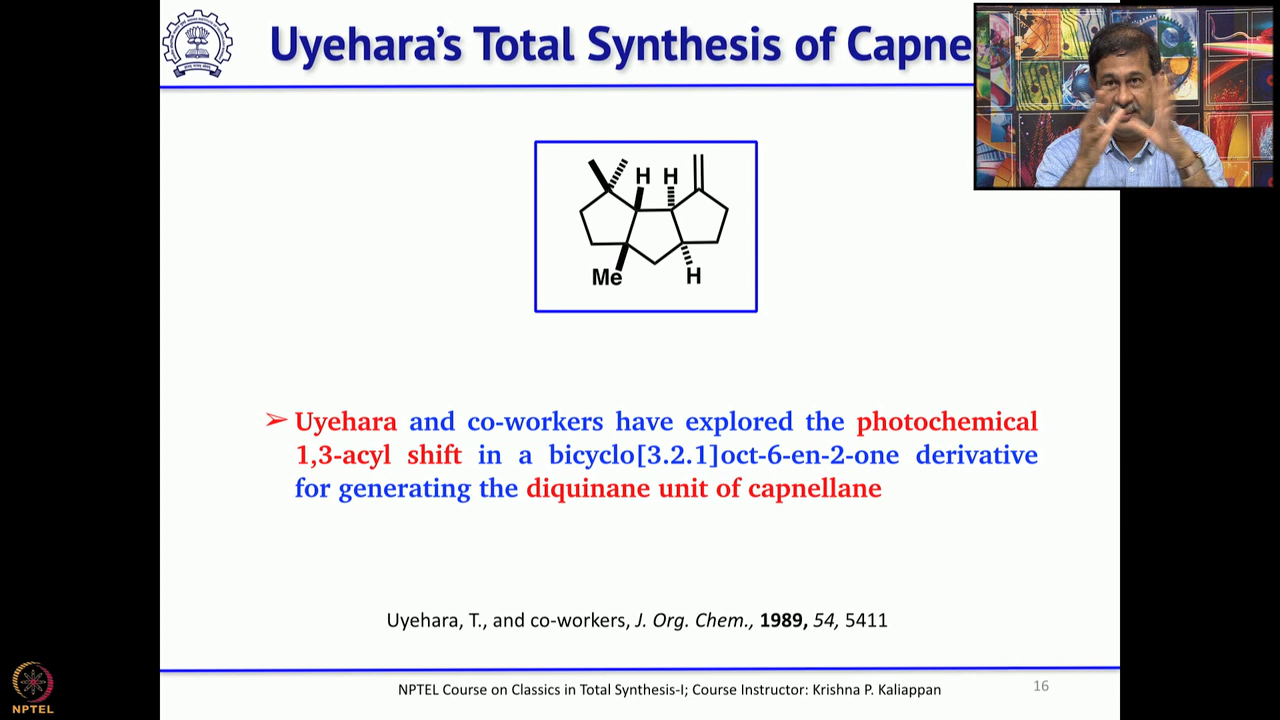 Uyehara's Total Synthesis of Capne
H H
Me H
➢ Uyehara and co-workers have explored the photochemical
1,3-acyl shift in a bicyclo[3.2.1]oct-6-en-2-one derivative
for generating the diquinane unit of capnellane
Uyehara, T., and co-workers, J. Org. Chem., 1989, 54, 5411
NPTEL Course on Classics in Total Synthesis-I; Course Instructor: Krishna P. Kaliappan
16
NPTEL